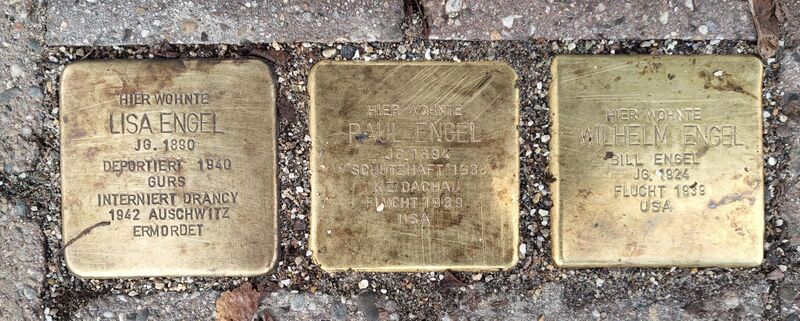 HIER WOHNTE
LISA ENGEL
JG. 1890
DEPORTIERT 1940
GURS
INTERNIERT DRANCY
1942 AUSCHWITZ
ERMORDET
HIER WOHNTE
PAUL ENGEL
JG. 1894
"SCHUTZHAFT" 1938
KZ DACHAU
FLUCHT 1939
USA
HIER WOHNTE
WILHELM ENGEL
BILL ENGEL
JG. 1924
FLUCHT 1939
USA